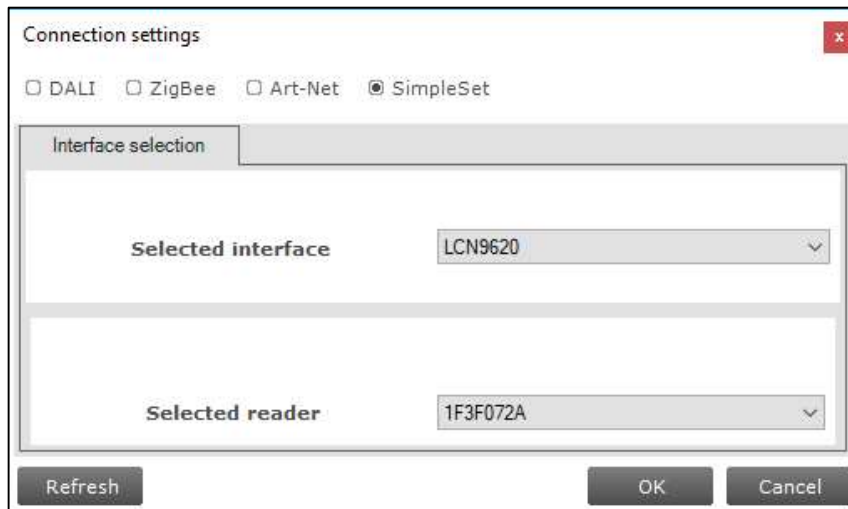 Connection settings
x
DALI ZigBee Art-Net SimpleSet
Interface selection
Selected interface LCN9620
Selected reader 1F3F072A
Refresh OK Cancel